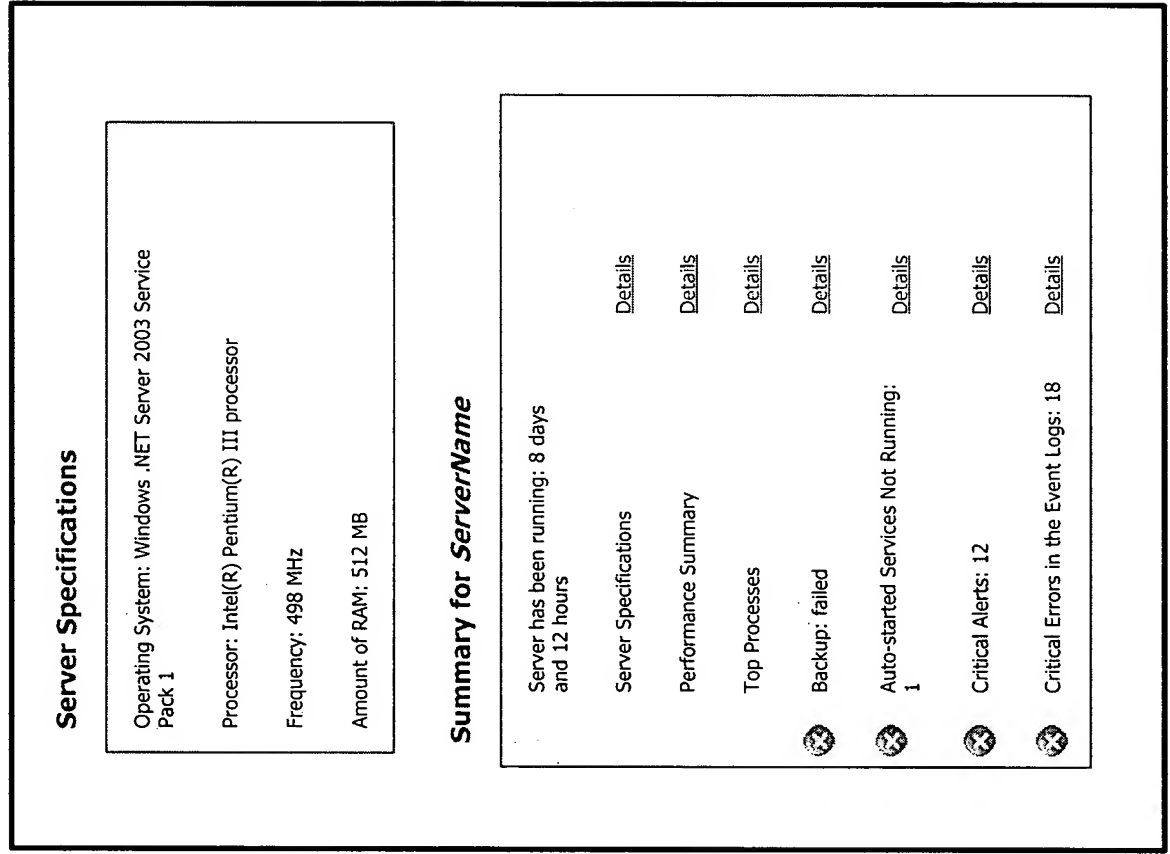 Server Specifications
Operating System: Windows .NET Server 2003 Service
Pack 1
Processor: Intel(R) Pentium(R) III processor
Frequency: 498 MHz
Amount of RAM: 512 MB
Summary for ServerName
Server has been running: 8 days
and 12 hours
Server Specifications Details
Performance Summary Details
Top Processes Details
Backup: failed Details
Auto-started Services Not Running: Details
1
Critical Alerts: 12 Details
Critical Errors in the Event Logs: 18 Details